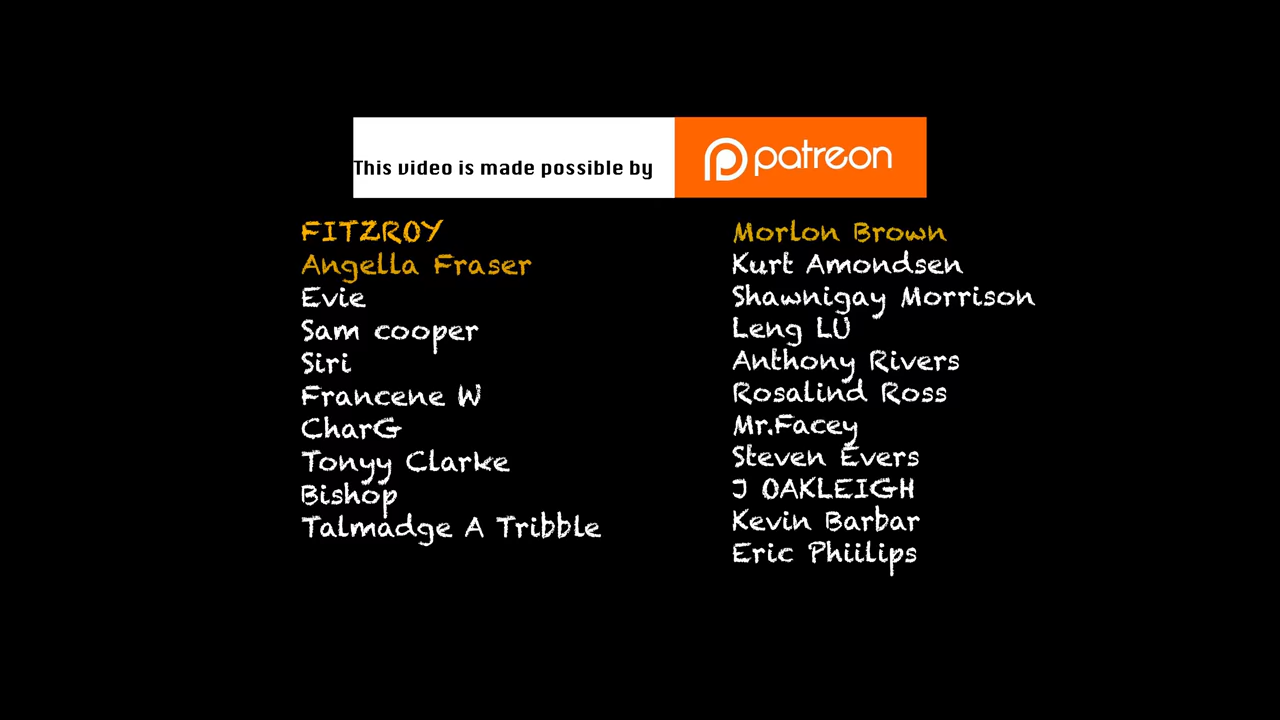 This video is made possible by patreon
FITZROY
Angella Fraser
Evie
Sam cooper
Siri
Francene W
CharG
Tonyy Clarke
Bishop
Talmadge A Tribble
Morlon Brown
Kurt Amondsen
Shawnigay Morrison
Leng LU
Anthony Rivers
Rosalind Ross
Mr.Facey
Steven Evers
J OAKLEIGH
Kevin Barbar
Eric Phiilips